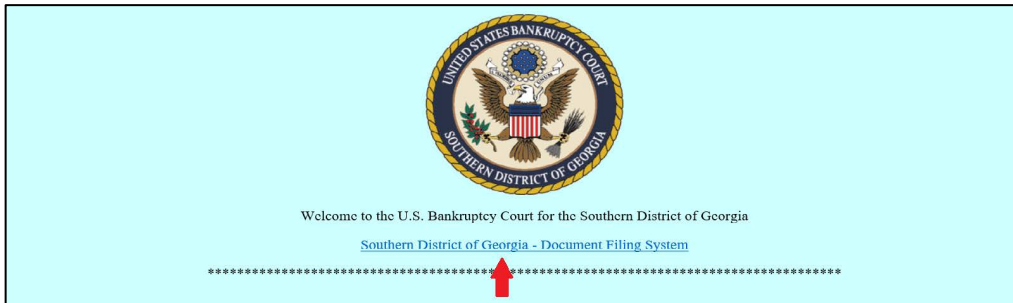 UNITED STATES BANKRUPTCY COURT
SOUTHERN DISTRICT OF GEORGIA
Welcome to the U.S. Bankruptcy Court for the Southern District of Georgia
Southern District of Georgia - Document Filing System
******************************************************************************************